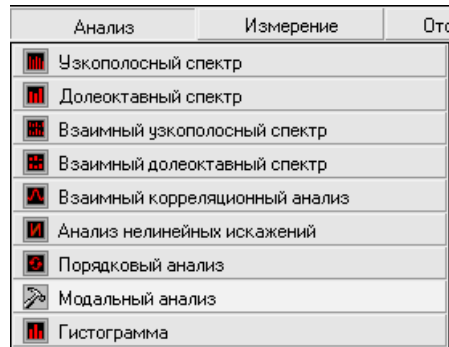 Анализ Измерение
Узкополосный спектр
Долеоктавный спектр
Взаимный узкополосный спектр
Взаимный долеоктавный спектр
Взаимный корреляционный анализ
Анализ нелинейных искажений
Порядковый анализ
Модальный анализ
Гистограмма